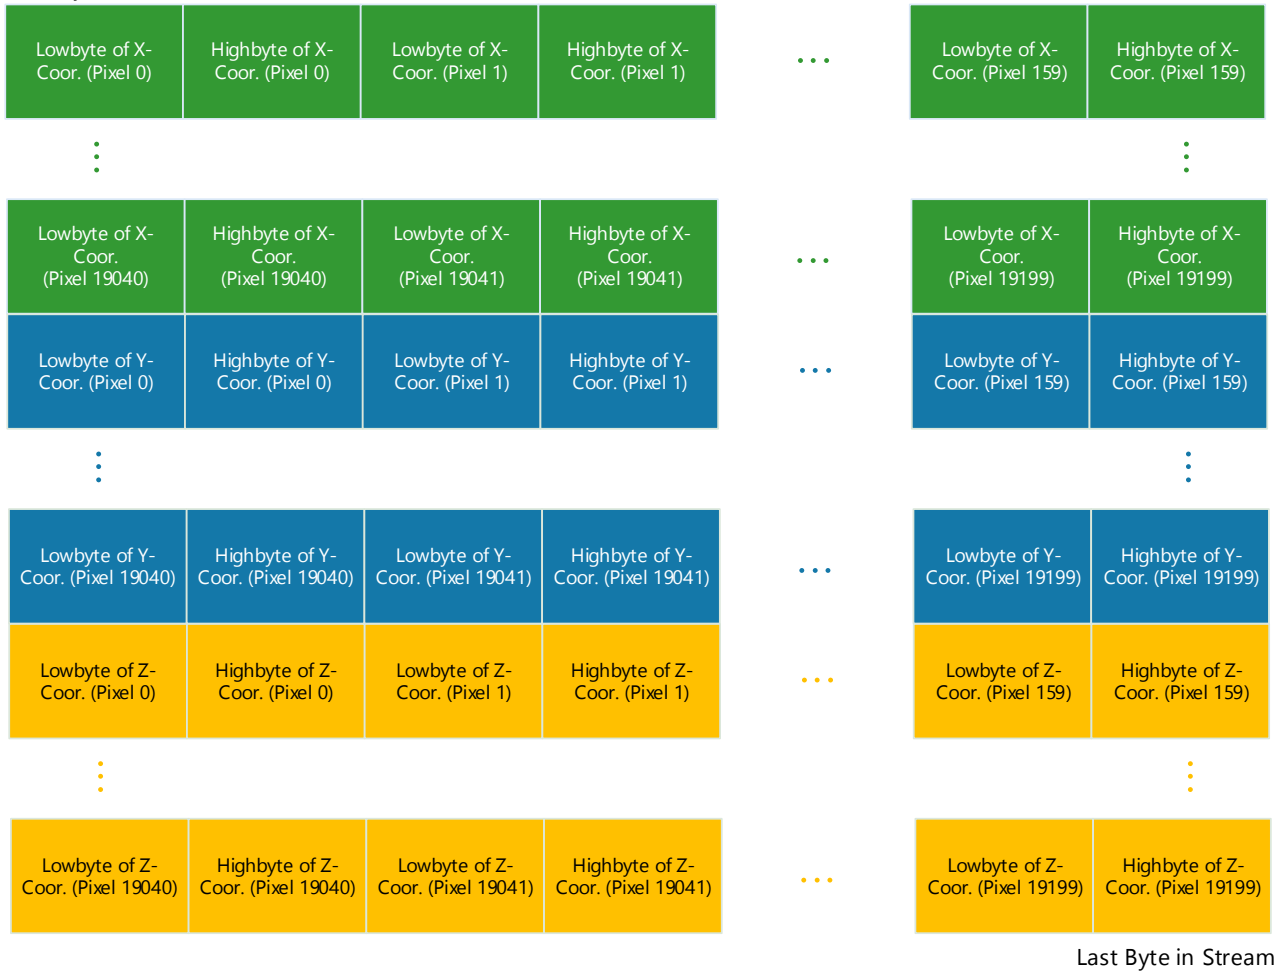 Lowbyte of X-
Coor. (Pixel 0)
Highbyte of X-
Coor. (Pixel 0)
Lowbyte of X-
Coor. (Pixel 1)
Highbyte of X-
Coor. (Pixel 1)
Lowbyte of X-
Coor. (Pixel 159)
Highbyte of X-
Coor. (Pixel 159)
Lowbyte of X-
Coor.
(Pixel 19040)
Highbyte of X-
Coor.
(Pixel 19040)
Lowbyte of X-
Coor.
(Pixel 19041)
Highbyte of X-
Coor.
(Pixel 19041)
Lowbyte of X-
Coor.
(Pixel 19199)
Highbyte of X-
Coor.
(Pixel 19199)
Lowbyte of Y-
Coor. (Pixel 0)
Highbyte of Y-
Coor. (Pixel 0)
Lowbyte of Y-
Coor. (Pixel 1)
Highbyte of Y-
Coor. (Pixel 1)
Lowbyte of Y-
Coor. (Pixel 159)
Highbyte of Y-
Coor. (Pixel 159)
Lowbyte of Y-
Coor. (Pixel 19040)
Highbyte of Y-
Coor. (Pixel 19040)
Lowbyte of Y-
Coor. (Pixel 19041)
Highbyte of Y-
Coor. (Pixel 19041)
Lowbyte of Y-
Coor. (Pixel 19199)
Highbyte of Y-
Coor. (Pixel 19199)
Lowbyte of Z-
Coor. (Pixel 0)
Highbyte of Z-
Coor. (Pixel 0)
Lowbyte of Z-
Coor. (Pixel 1)
Highbyte of Z-
Coor. (Pixel 1)
Lowbyte of Z-
Coor. (Pixel 159)
Highbyte of Z-
Coor. (Pixel 159)
Lowbyte of Z-
Coor. (Pixel 19040)
Highbyte of Z-
Coor. (Pixel 19040)
Lowbyte of Z-
Coor. (Pixel 19041)
Highbyte of Z-
Coor. (Pixel 19041)
Lowbyte of Z-
Coor. (Pixel 19199)
Highbyte of Z-
Coor. (Pixel 19199)
Last Byte in Stream